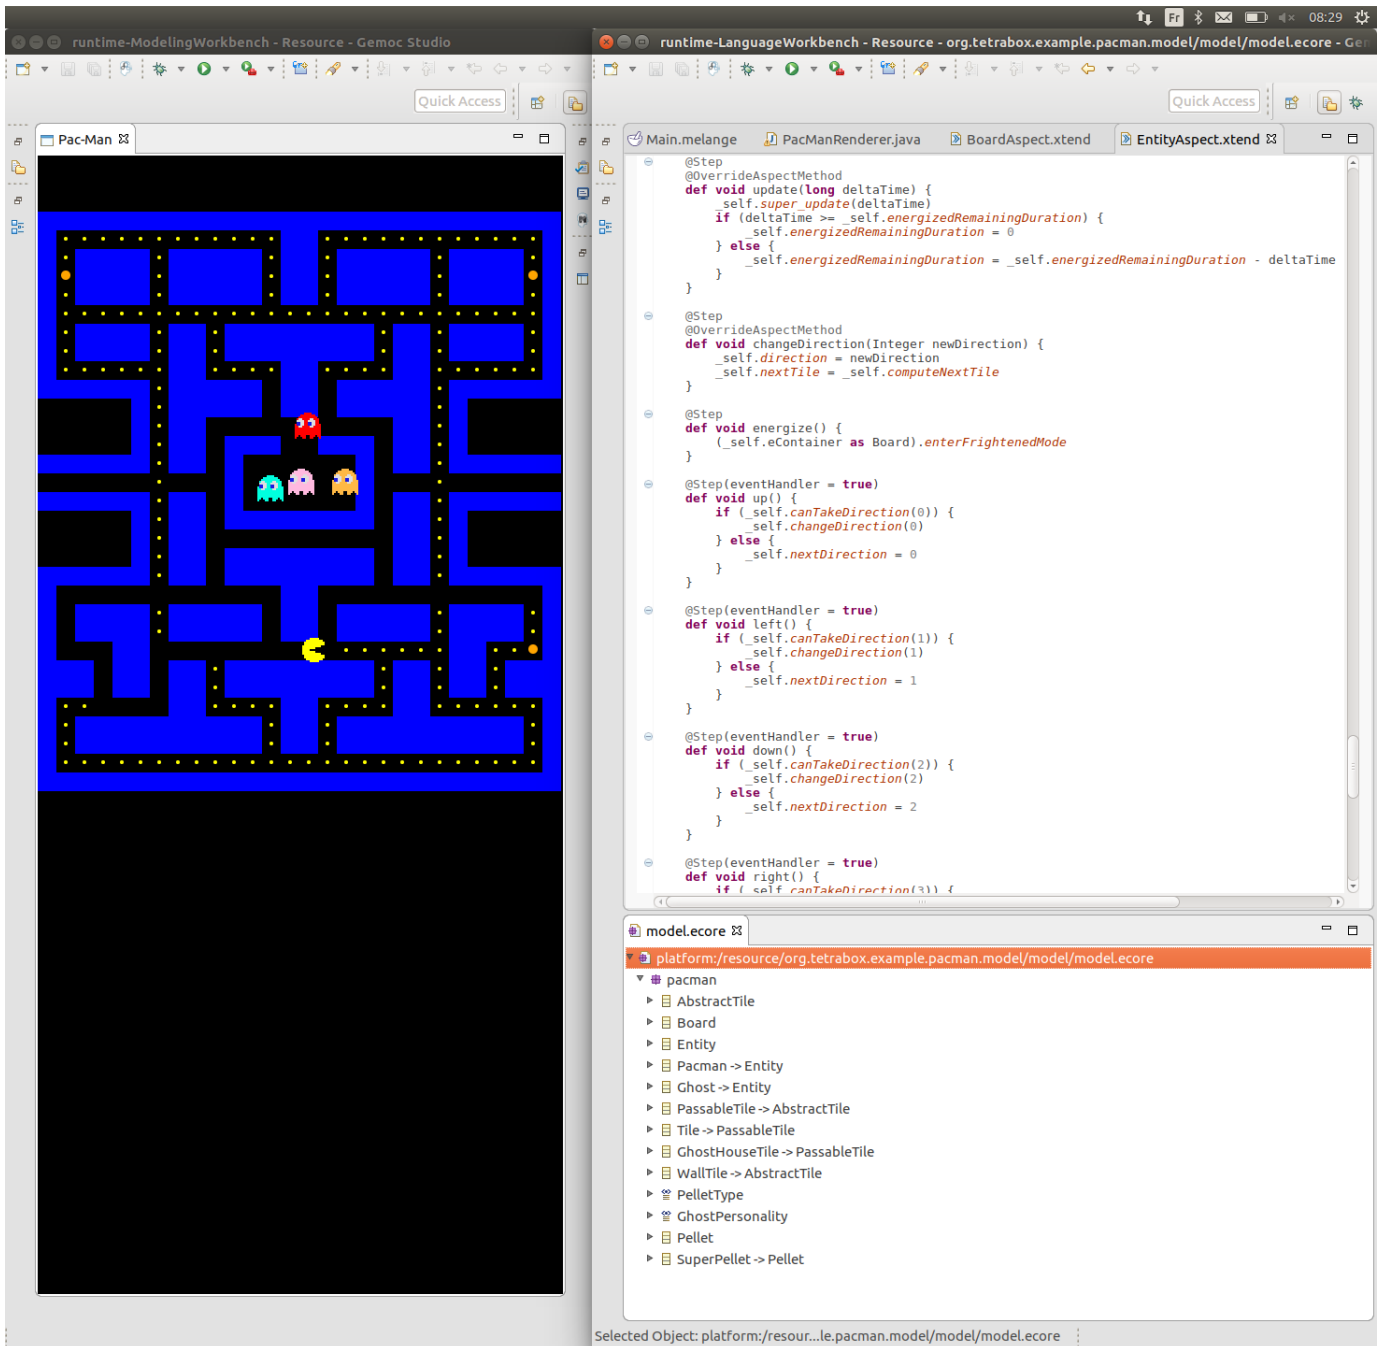 Fr
08:29
runtime-ModelingWorkbench - Resource - Gemoc Studio
Quick Access
Pac-Man
runtime-LanguageWorkbench - Resource - org.tetrabox.example.pacman.model/model/model.ecore - Gen
Quick Access
Main.melange
PacManRenderer.java
BoardAspect.xtend
EntityAspect.xtend
@Step
@OverrideAspectMethod
def void update(long deltaTime) {
_self.super_update(deltaTime)
if (deltaTime >= _self.energizedRemainingDuration) {
_self.energizedRemainingDuration = 0
} else {
_self.energizedRemainingDuration = _self.energizedRemainingDuration - deltaTime
}
}
@Step
@OverrideAspectMethod
def void changeDirection(Integer newDirection) {
_self.direction = newDirection
_self.nextTile = _self.computeNextTile
}
@Step
def void energize() {
(_self.eContainer as Board).enterFrightenedMode
}
@Step(eventHandler = true)
def void up() {
if (_self.canTakeDirection(0)) {
_self.changeDirection(0)
} else {
_self.nextDirection = 0
}
}
@Step(eventHandler = true)
def void left() {
if (_self.canTakeDirection(1)) {
_self.changeDirection(1)
} else {
_self.nextDirection = 1
}
}
@Step(eventHandler = true)
def void down() {
if (_self.canTakeDirection(2)) {
_self.changeDirection(2)
} else {
_self.nextDirection = 2
}
}
@Step(eventHandler = true)
def void right() {
if (_self.canTakeDirection(3)) {
model.ecore
platform:/resource/org.tetrabox.example.pacman.model/model/model.ecore
pacman
AbstractTile
Board
Entity
Pacman -> Entity
Ghost -> Entity
PassableTile -> AbstractTile
Tile -> PassableTile
GhostHouseTile -> PassableTile
WallTile -> AbstractTile
PelletType
GhostPersonality
Pellet
SuperPellet -> Pellet
Selected Object: platform:/resour...le.pacman.model/model/model.ecore